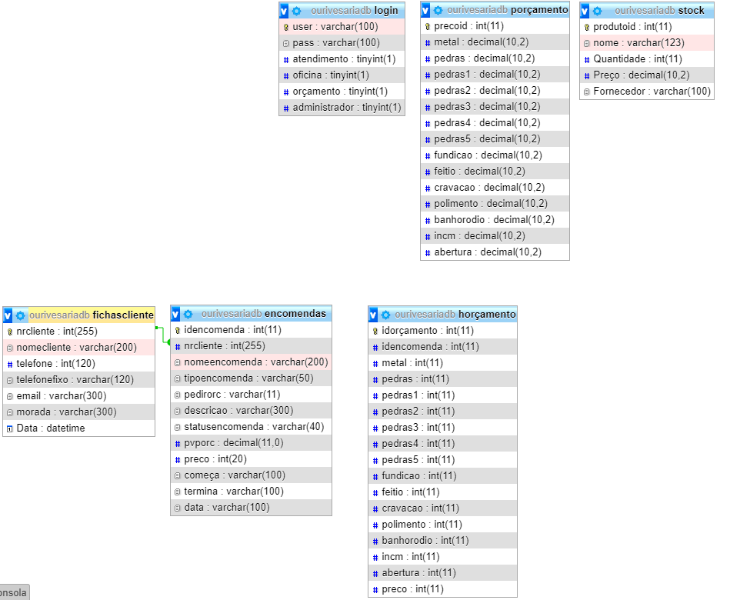 ourivesariadb login
user : varchar(100)
pass : varchar(100)
atendimento : tinyint(1)
oficina : tinyint(1)
orçamento : tinyint(1)
administrador : tinyint(1)
ourivesariadb porçamento
precoid : int(11)
metal : decimal(10,2)
pedras : decimal(10,2)
pedras1 : decimal(10,2)
pedras2 : decimal(10,2)
pedras3 : decimal(10,2)
pedras4 : decimal(10,2)
pedras5 : decimal(10,2)
fundicao : decimal(10,2)
feitio : decimal(10,2)
cravacao : decimal(10,2)
polimento : decimal(10,2)
banhorodio : decimal(10,2)
incm : decimal(10,2)
abertura : decimal(10,2)
ourivesariadb stock
produtoid : int(11)
nome : varchar(123)
Quantidade : int(11)
Preço : decimal(10,2)
Fornecedor : varchar(100)
ourivesariadb fichascliente
nrcliente : int(255)
nomecliente : varchar(200)
telefone : int(120)
telefonefixo : varchar(120)
email : varchar(300)
morada : varchar(300)
Data : datetime
ourivesariadb encomendas
idencomenda : int(11)
nrcliente : int(255)
nomeencomenda : varchar(200)
tipoencomenda : varchar(50)
pedirorc : varchar(11)
descricao : varchar(300)
statusencomenda : varchar(40)
pvporc : decimal(11,0)
preco : int(20)
começa : varchar(100)
termina : varchar(100)
data : varchar(100)
ourivesariadb horçamento
idorçamento : int(11)
idencomenda : int(11)
metal : int(11)
pedras : int(11)
pedras1 : int(11)
pedras2 : int(11)
pedras3 : int(11)
pedras4 : int(11)
pedras5 : int(11)
fundicao : int(11)
feitio : int(11)
cravacao : int(11)
polimento : int(11)
banhorodio : int(11)
incm : int(11)
abertura : int(11)
preco : int(11)
onsola